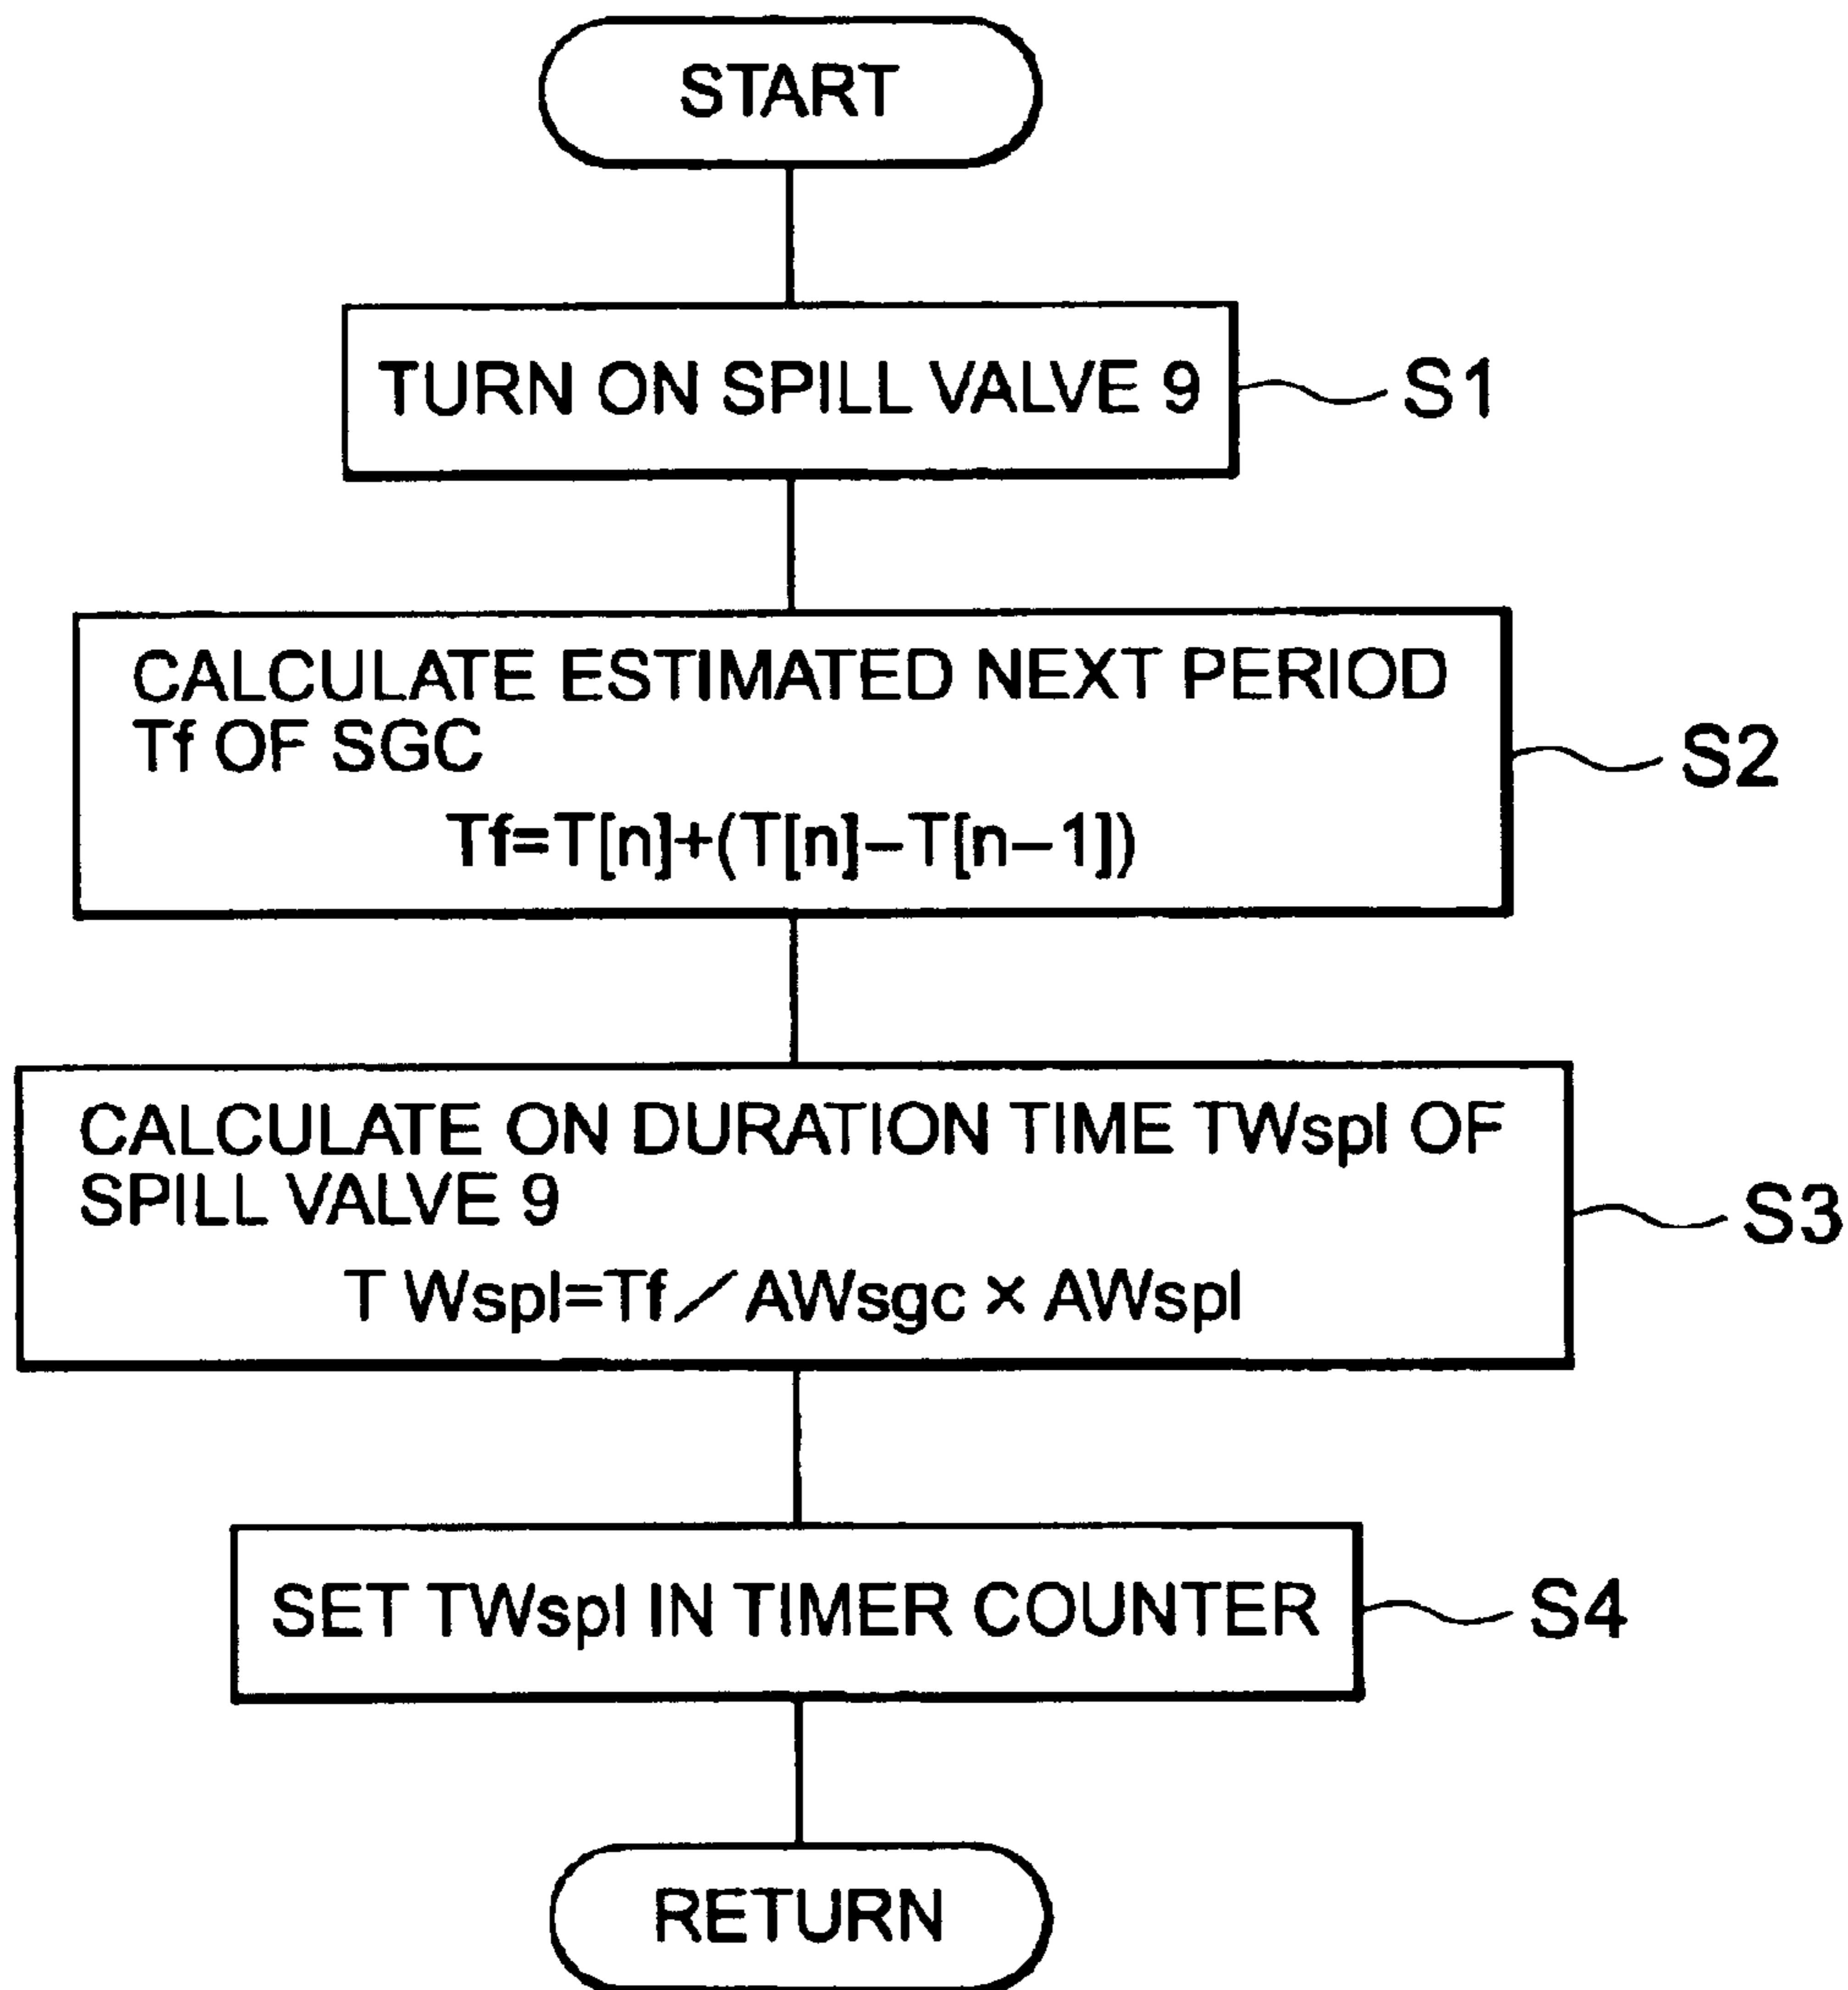 START
TURN ON SPILL VALVE 9
S1
CALCULATE ESTIMATED NEXT PERIOD
Tf OF SGC
Tf=T[n]+(T[n]−T[n−1])
S2
CALCULATE ON DURATION TIME TWspl OF
SPILL VALVE 9
T Wspl=Tf／AWsgc × AWspl
S3
SET TWspl IN TIMER COUNTER
S4
RETURN